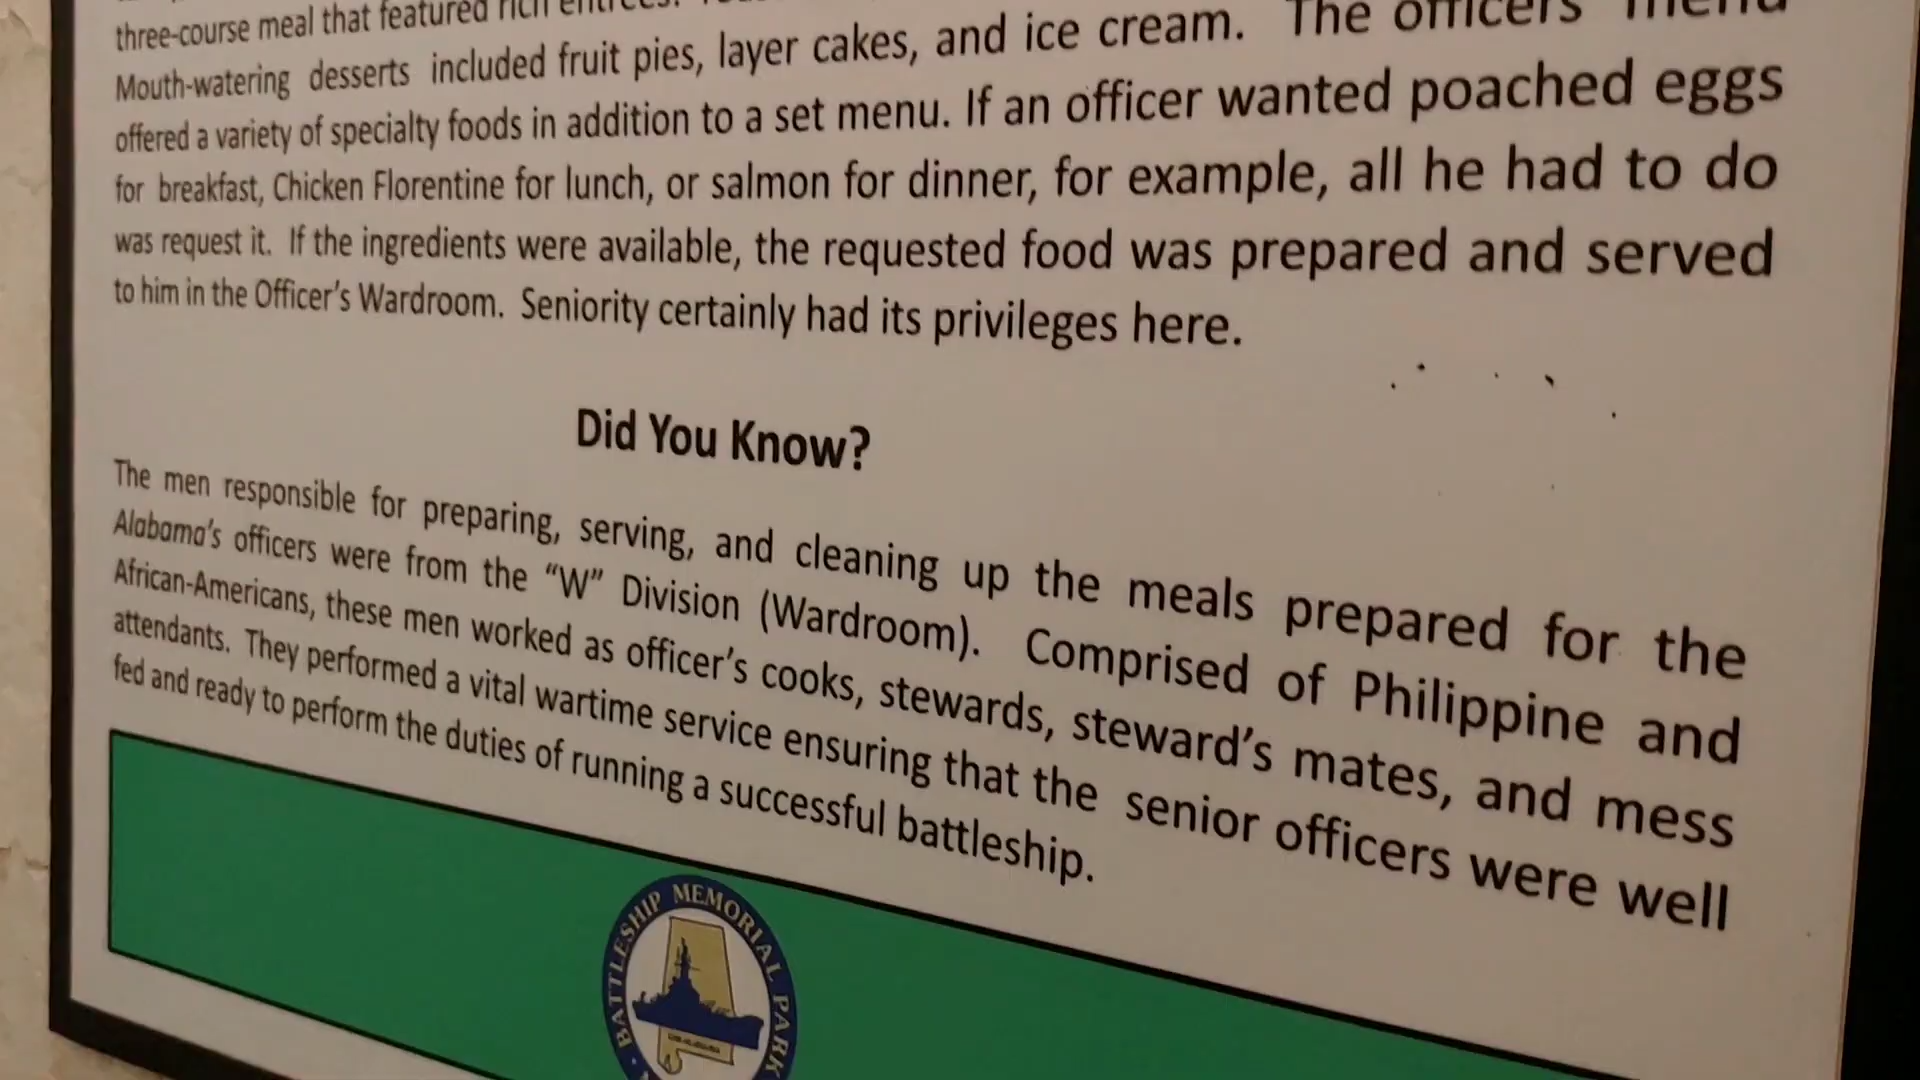 three-course meal that featured rich entrees.
Mouth-watering desserts included fruit pies, layer cakes, and ice cream. The officers' menu
offered a variety of specialty foods in addition to a set menu. If an officer wanted poached eggs
for breakfast, Chicken Florentine for lunch, or salmon for dinner, for example, all he had to do
was request it. If the ingredients were available, the requested food was prepared and served
to him in the Officer's Wardroom. Seniority certainly had its privileges here.
Did You Know?
The men responsible for preparing, serving, and cleaning up the meals prepared for the
Alabama's officers were from the "W" Division (Wardroom). Comprised of Philippine and
African-Americans, these men worked as officer's cooks, stewards, steward's mates, and mess
attendants. They performed a vital wartime service ensuring that the senior officers were well
fed and ready to perform the duties of running a successful battleship.
BATTLESHIP MEMORIAL PARK